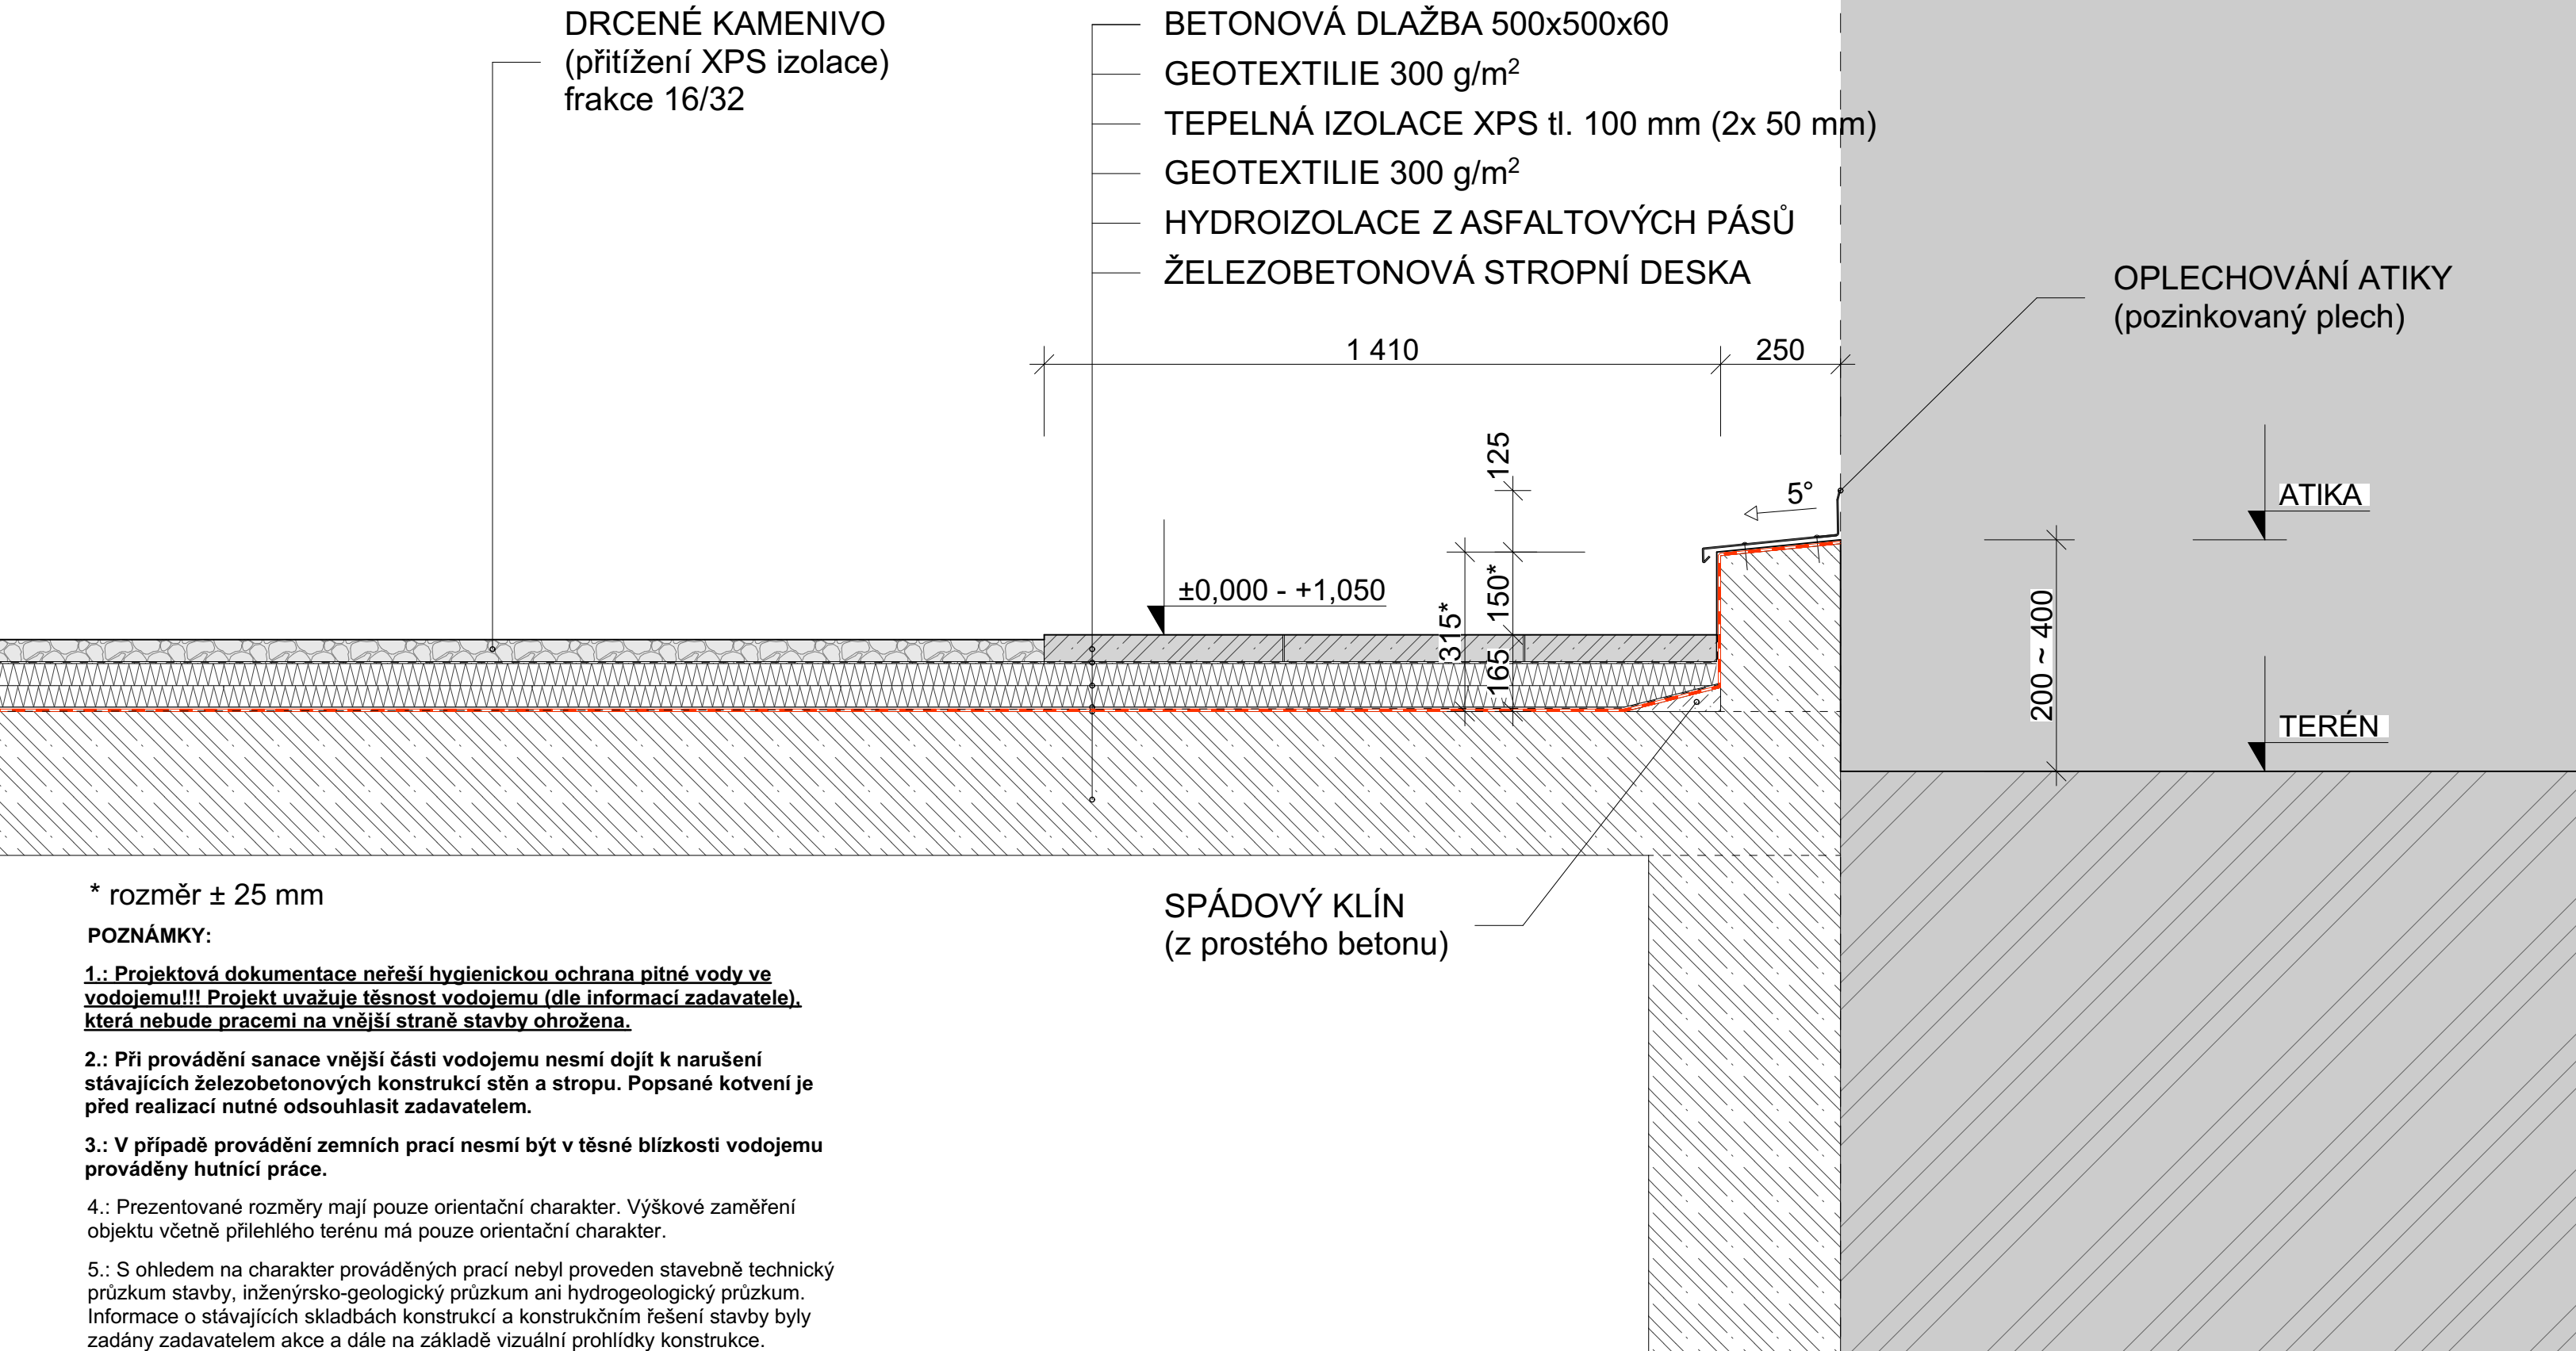 DRCENÉ KAMENIVO
(přitížení XPS izolace)
frakce 16/32
BETONOVÁ DLAŽBA 500x500x60
GEOTEXTILIE 300 g/m²
TEPELNÁ IZOLACE XPS tl. 100 mm (2x 50 mm)
GEOTEXTILIE 300 g/m²
HYDROIZOLACE Z ASFALTOVÝCH PÁSŮ
ŽELEZOBETONOVÁ STROPNÍ DESKA
OPLECHOVÁNÍ ATIKY
(pozinkovaný plech)
1 410
250
125
5°
ATIKA
±0,000 - +1,050
150*
315*
165
200 ~ 400
TERÉN
SPÁDOVÝ KLÍN
(z prostého betonu)
* rozměr ± 25 mm
POZNÁMKY:
1.: Projektová dokumentace neřeší hygienickou ochrana pitné vody ve
vodojemu!!! Projekt uvažuje těsnost vodojemu (dle informací zadavatele),
která nebude pracemi na vnější straně stavby ohrožena.
2.: Při provádění sanace vnější části vodojemu nesmí dojít k narušení
stávajících železobetonových konstrukcí stěn a stropu. Popsané kotvení je
před realizací nutné odsouhlasit zadavatelem.
3.: V případě provádění zemních prací nesmí být v těsné blízkosti vodojemu
prováděny hutnící práce.
4.: Prezentované rozměry mají pouze orientační charakter. Výškové zaměření
objektu včetně přilehlého terénu má pouze orientační charakter.
5.: S ohledem na charakter prováděných prací nebyl proveden stavebně technický
průzkum stavby, inženýrsko-geologický průzkum ani hydrogeologický průzkum.
Informace o stávajících skladbách konstrukcí a konstrukčním řešení stavby byly
zadány zadavatelem akce a dále na základě vizuální prohlídky konstrukce.